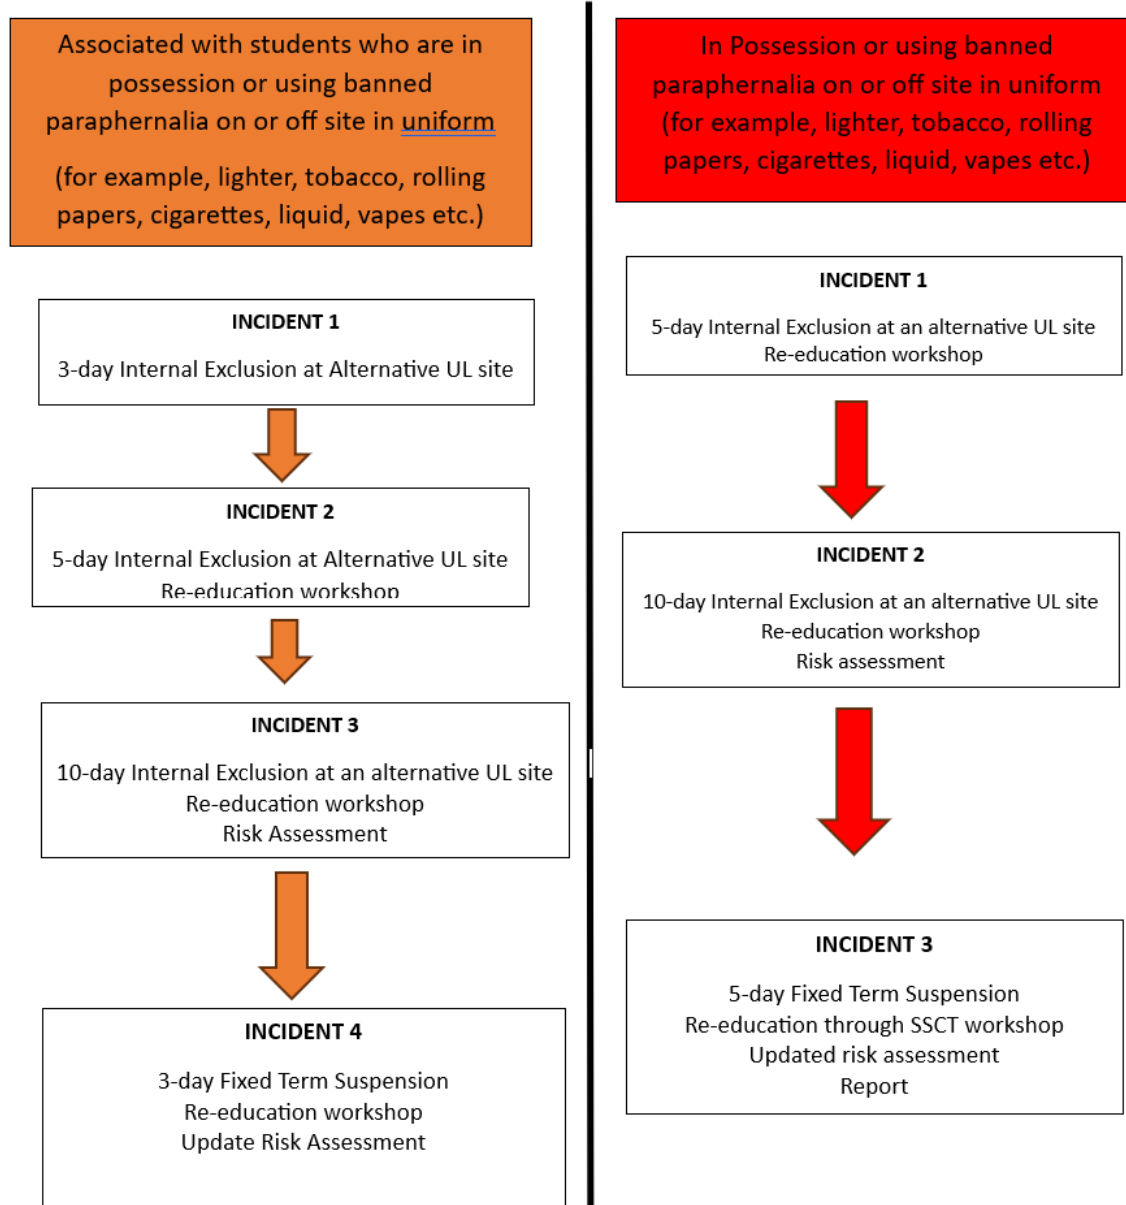 Associated with students who are in
possession or using banned
paraphernalia on or off site in uniform
(for example, lighter, tobacco, rolling
papers, cigarettes, liquid, vapes etc.)
INCIDENT 1
3-day Internal Exclusion at Alternative UL site
INCIDENT 2
5-day Internal Exclusion at Alternative UL site
Re-education workshop
INCIDENT 3
10-day Internal Exclusion at an alternative UL site
Re-education workshop
Risk Assessment
INCIDENT 4
3-day Fixed Term Suspension
Re-education workshop
Update Risk Assessment
In Possession or using banned
paraphernalia on or off site in uniform
(for example, lighter, tobacco, rolling
papers, cigarettes, liquid, vapes etc.)
INCIDENT 1
5-day Internal Exclusion at an alternative UL site
Re-education workshop
INCIDENT 2
10-day Internal Exclusion at an alternative UL site
Re-education workshop
Risk assessment
INCIDENT 3
5-day Fixed Term Suspension
Re-education through SSCT workshop
Updated risk assessment
Report